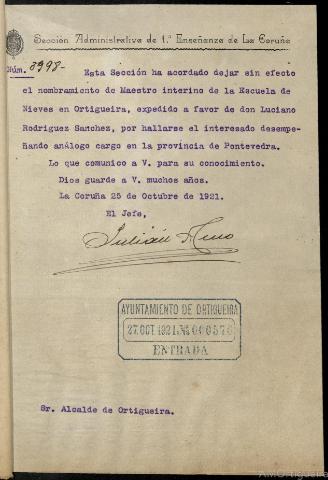 Sección Administrativa de 1.ª Enseñanza de La Coruña
Núm. 8998-
Esta Sección ha acordado dejar sin efecto
el nombramiento de Maestro interino de la Escuela de
Nieves en Ortigueira, expedido a favor de don Luciano
Rodriguez Sanchez, por hallarse el interesado desempe-
ñando análogo cargo en la provincia de Pontevedra.
Lo que comunico a V. para su conocimiento.
Dios guarde a V. muchos años.
La Coruña 25 de Octubre de 1921.
El Jefe,
Julián
AYUNTAMIENTO DE ORTIGUEIRA
27.OCT.1921.№000576
ENTRADA
Sr. Alcalde de Ortigueira.
AMOrtigueira